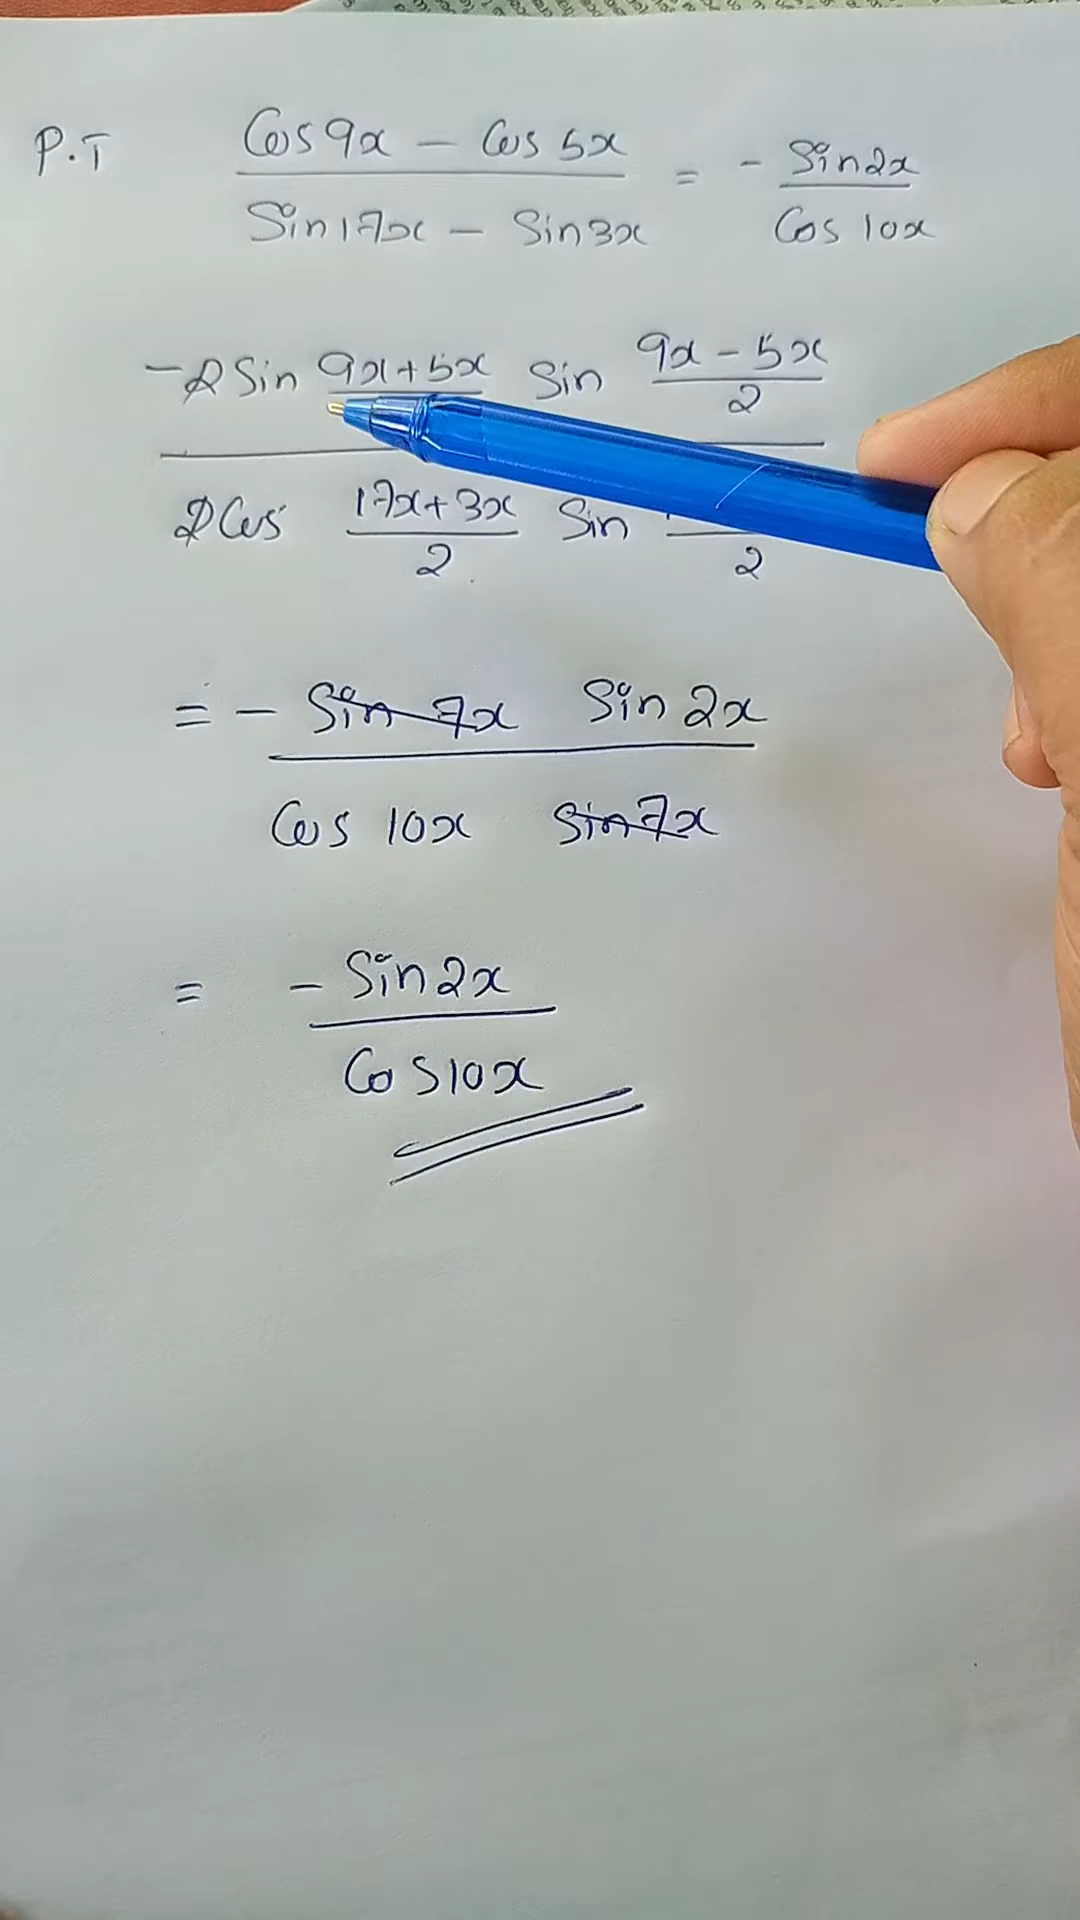 P.T (Cos 9x - Cos 5x) / (Sin 17x - Sin 3x) = - Sin 2x / Cos 10x
-2 Sin (9x+5x) Sin (9x-5x)/2
2 Cos (17x+3x)/2 Sin /2
= - Sin 7x Sin 2x
Cos 10x Sin 7x
= - Sin 2x
Cos 10x